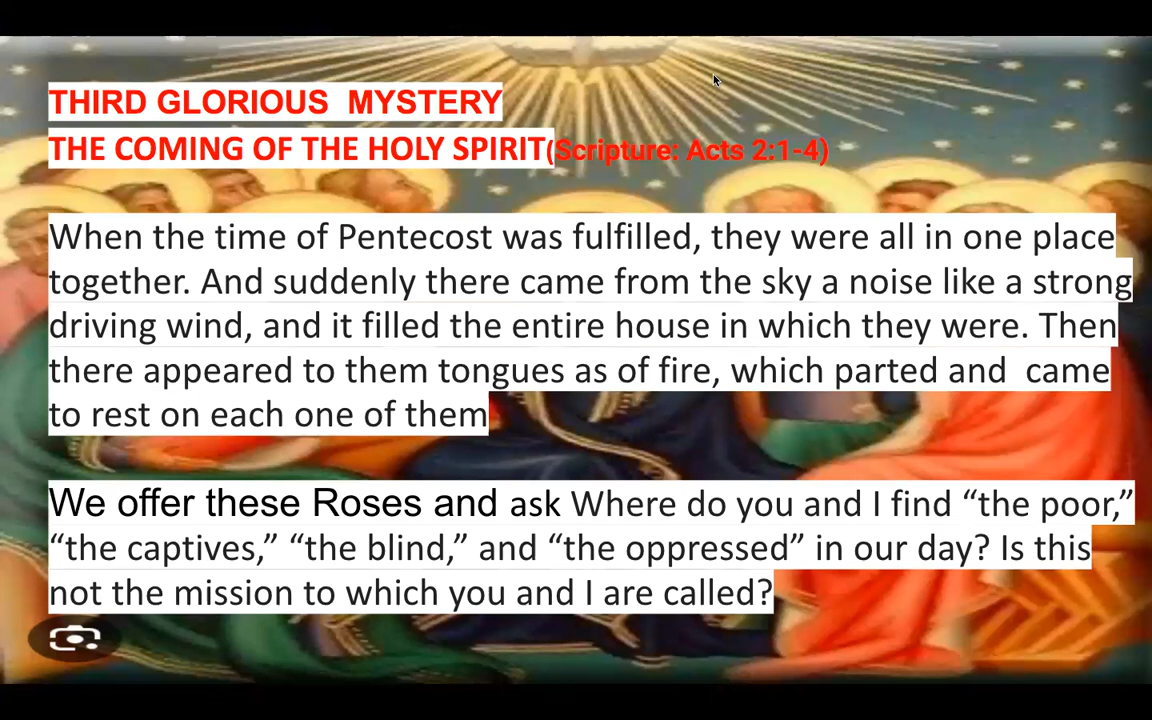 THIRD GLORIOUS  MYSTERY
THE COMING OF THE HOLY SPIRIT(Scripture: Acts 2:1-4)
When the time of Pentecost was fulfilled, they were all in one place
together. And suddenly there came from the sky a noise like a strong
driving wind, and it filled the entire house in which they were. Then
there appeared to them tongues as of fire, which parted and  came
to rest on each one of them
We offer these Roses and ask Where do you and I find “the poor,”
“the captives,” “the blind,” and “the oppressed” in our day? Is this
not the mission to which you and I are called?